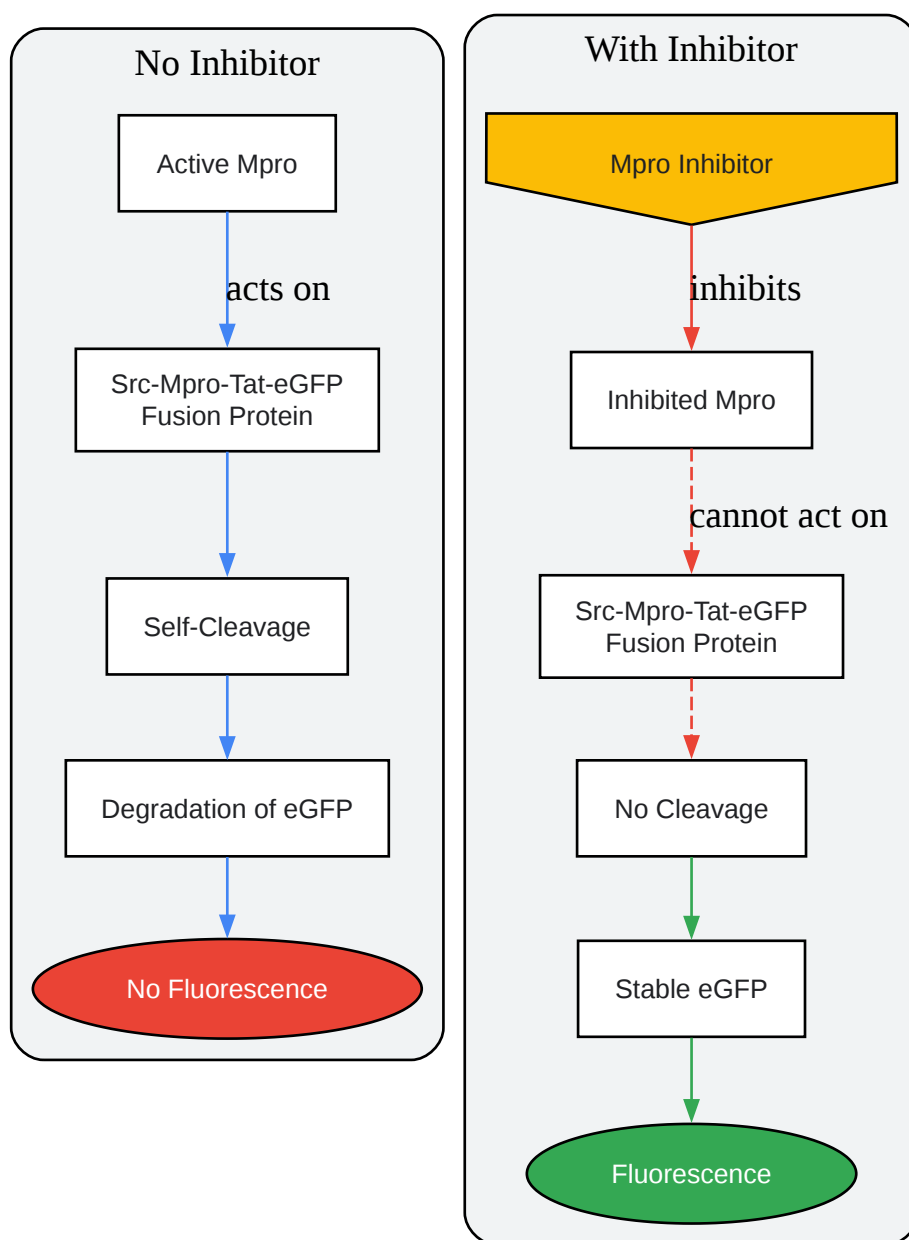 No Inhibitor
Active Mpro
acts on
Src-Mpro-Tat-eGFP
Fusion Protein
Self-Cleavage
Degradation of eGFP
No Fluorescence
With Inhibitor
Mpro Inhibitor
inhibits
Inhibited Mpro
cannot act on
Src-Mpro-Tat-eGFP
Fusion Protein
No Cleavage
Stable eGFP
Fluorescence